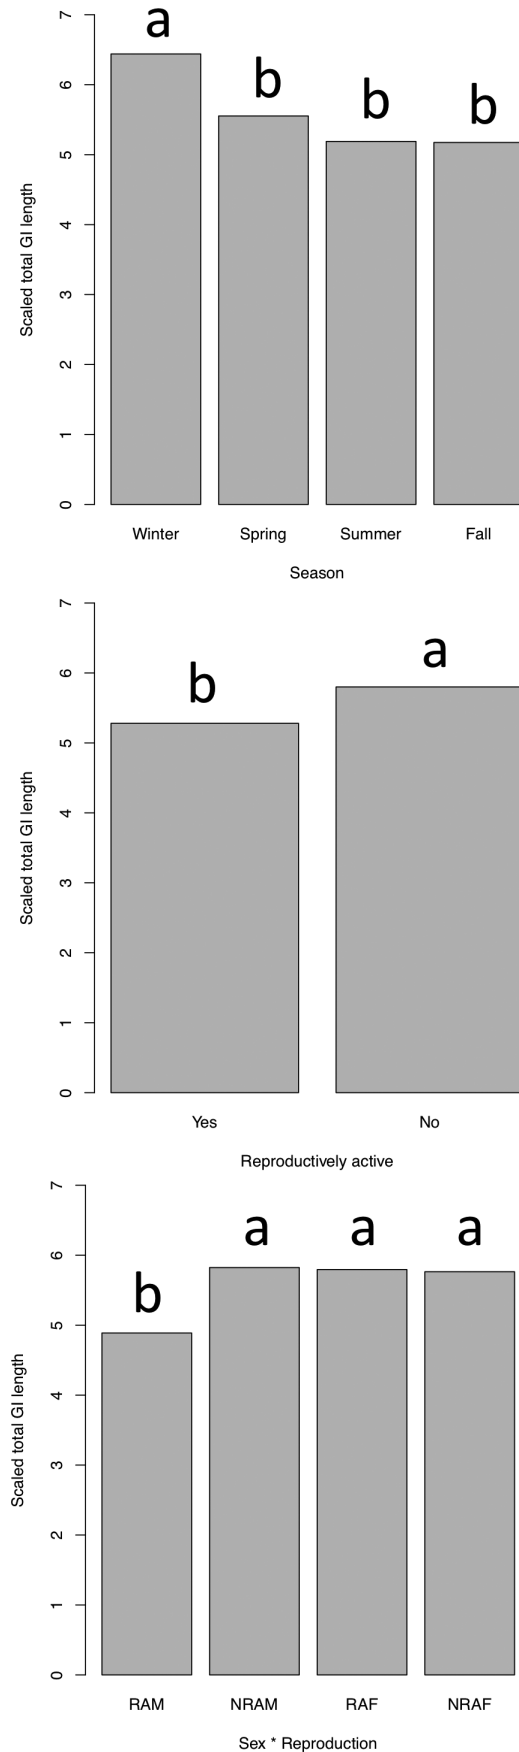 7
a
6
b
b
b
5
Scaled total GI length
4
3
2
1
0
Winter Spring Summer Fall
Season
7
a
6
b
5
Scaled total GI length
4
3
2
1
0
Yes No
Reproductively active
7
a a a
6
b
5
Scaled total GI length
4
3
2
1
0
RAM NRAM RAF NRAF
Sex * Reproduction